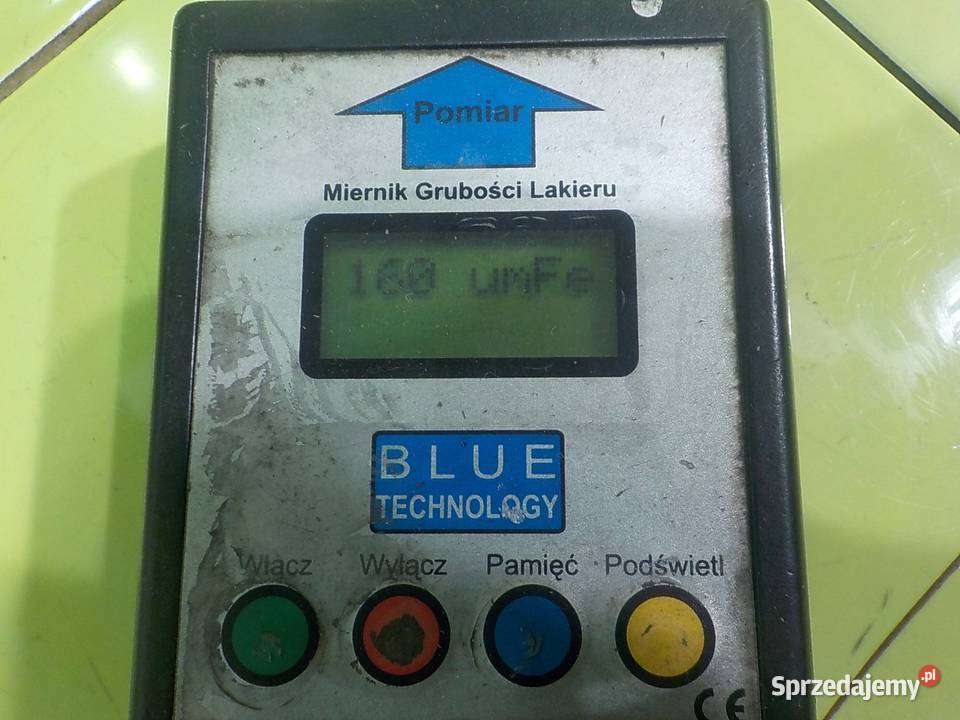 Pomiar
Miernik Grubości Lakieru
160 umFe
BLUE
TECHNOLOGY
Włącz Wyłącz Pamięć Podświetl
CE
Sprzedajemy.pl